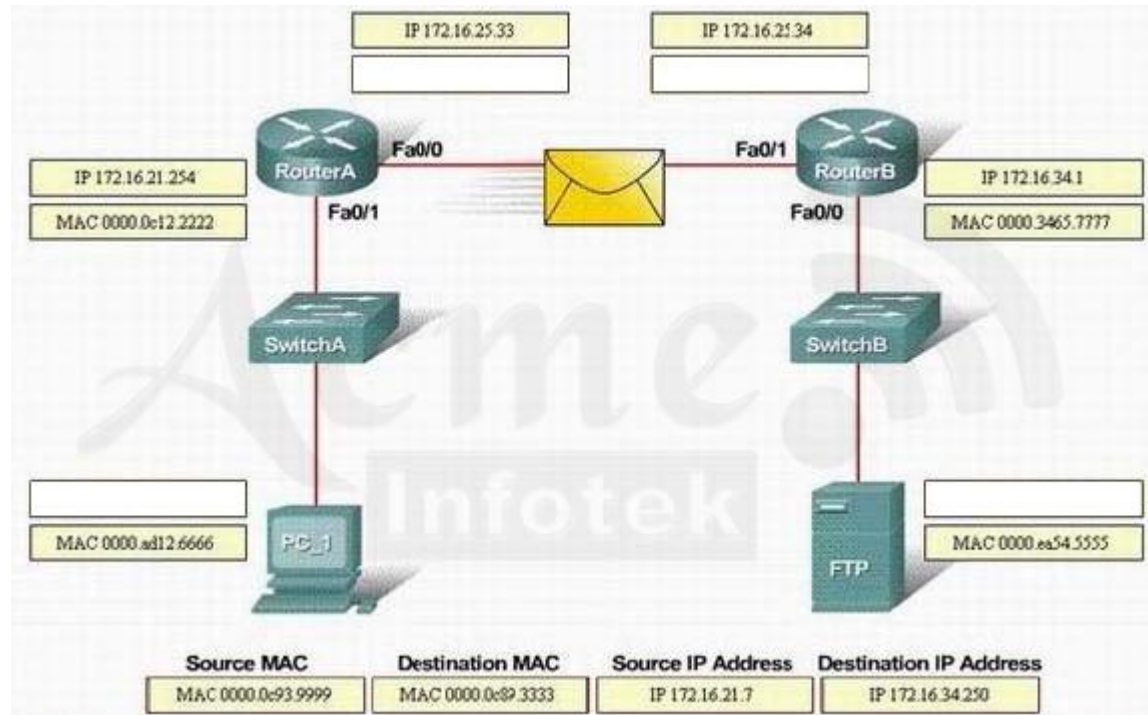 IP 172.16.25.33
IP 172.16.25.34
Fa0/0
Fa0/1
RouterA
RouterB
IP 172.16.21.254
IP 172.16.34.1
MAC 0000.0c12.2222
Fa0/1
Fa0/0
MAC 0000.3465.7777
SwitchA
SwitchB
Acme
Infotek
MAC 0000.ad12.6666
PC_1
FTP
MAC 0000.ea54.5555
Source MAC
Destination MAC
Source IP Address
Destination IP Address
MAC 0000.0c93.9999
MAC 0000.0c89.3333
IP 172.16.21.7
IP 172.16.34.250